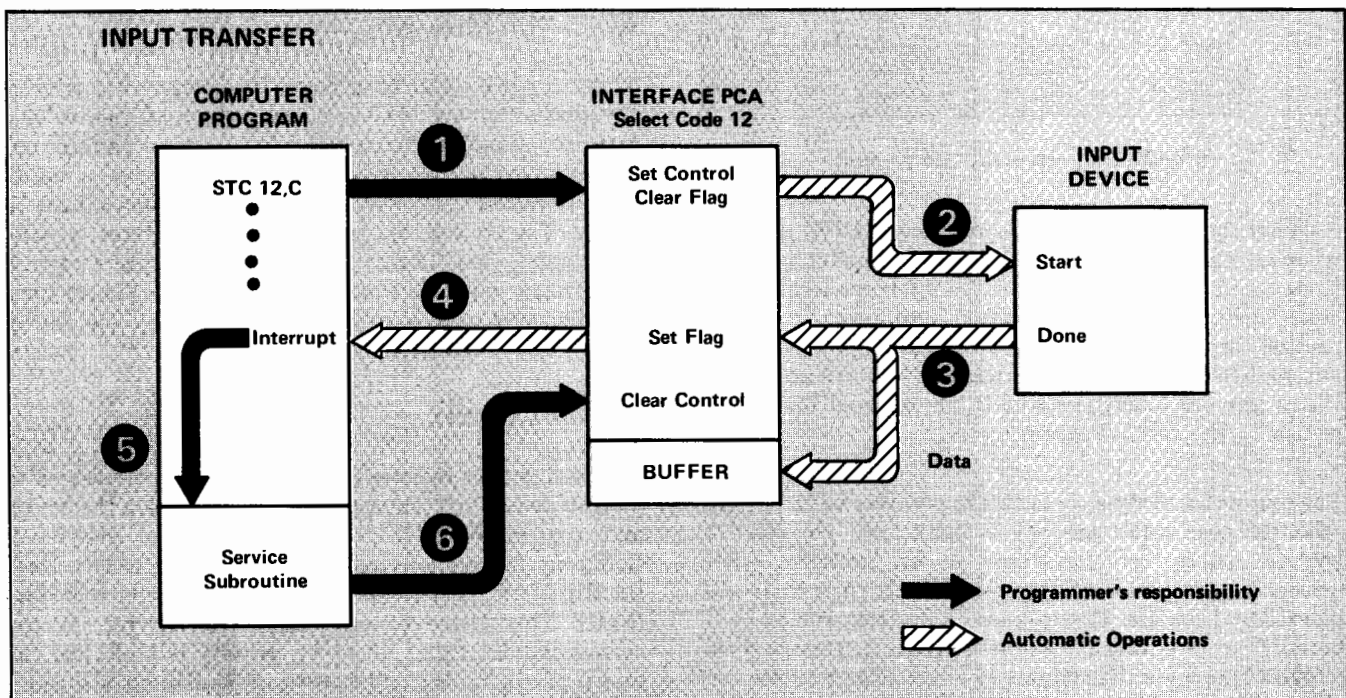 INPUT TRANSFER
COMPUTER
PROGRAM
INTERFACE PCA
Select Code 12
INPUT
DEVICE
1
STC 12,C
Set Control
Clear Flag
2
Start
4
Interrupt
Set Flag
Done
3
Clear Control
5
Data
BUFFER
6
Service
Subroutine
Programmer's responsibility
Automatic Operations